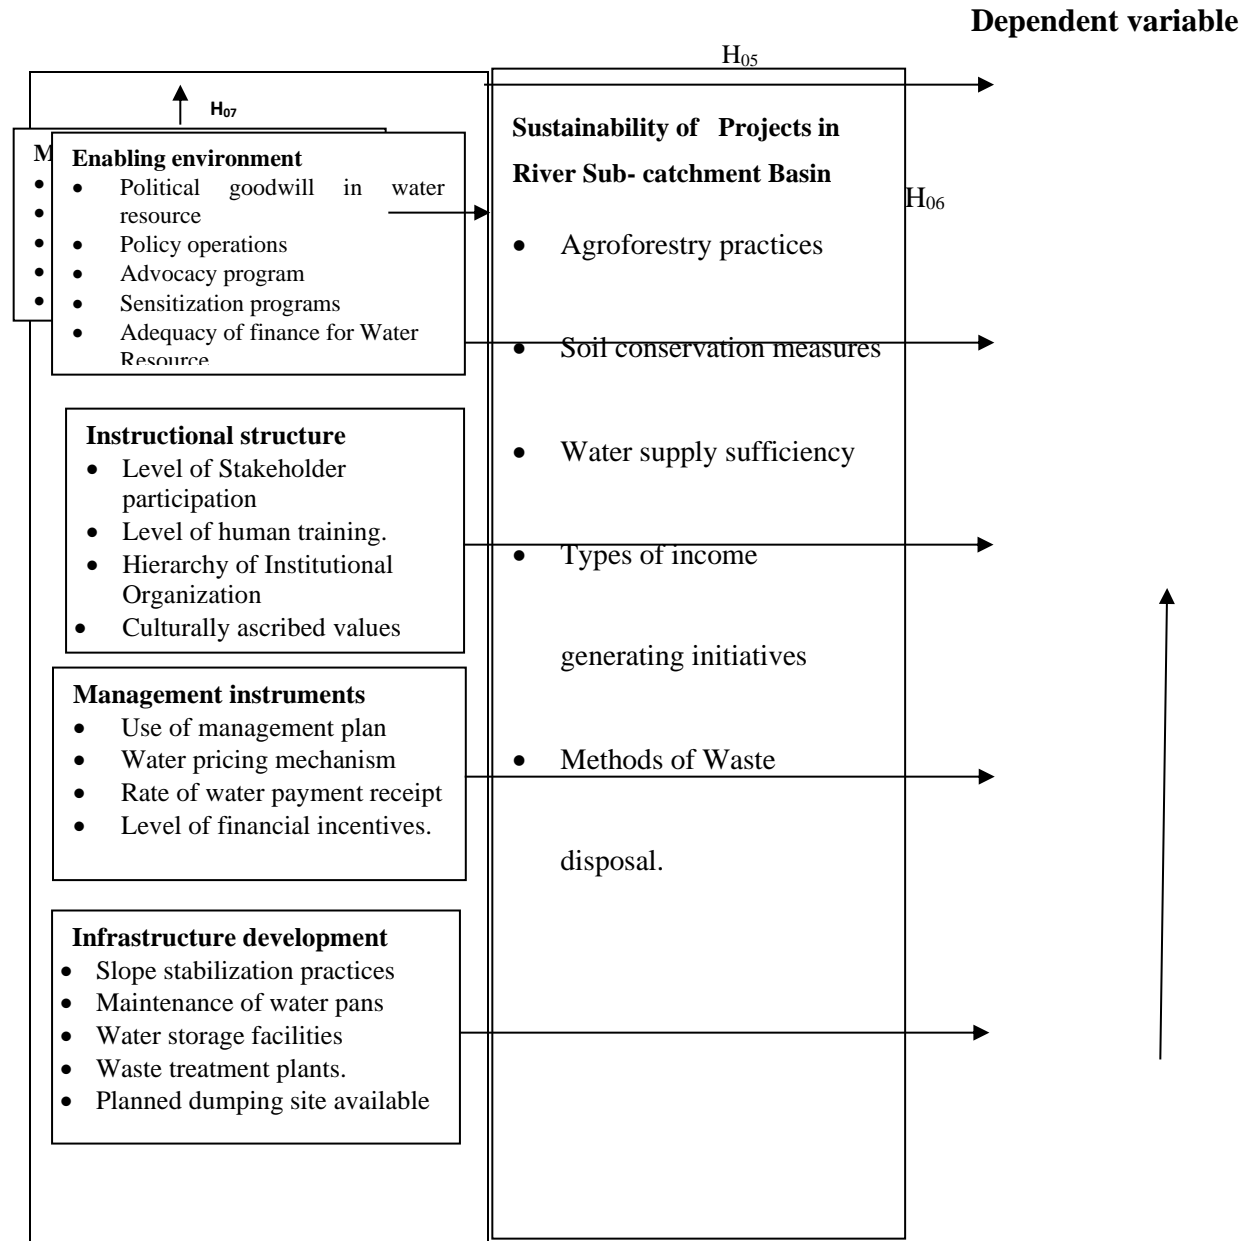 Dependent variable
H05
H07
M
Enabling environment
• Political goodwill in water
resource
• Policy operations
• Advocacy program
• Sensitization programs
• Adequacy of finance for Water
Resource
Instructional structure
• Level of Stakeholder
participation
• Level of human training.
• Hierarchy of Institutional
Organization
• Culturally ascribed values
Management instruments
• Use of management plan
• Water pricing mechanism
• Rate of water payment receipt
• Level of financial incentives.
Infrastructure development
• Slope stabilization practices
• Maintenance of water pans
• Water storage facilities
• Waste treatment plants.
• Planned dumping site available
Sustainability of Projects in
River Sub- catchment Basin
• Agroforestry practices
• Soil conservation measures
• Water supply sufficiency
• Types of income
generating initiatives
• Methods of Waste
disposal.
H06